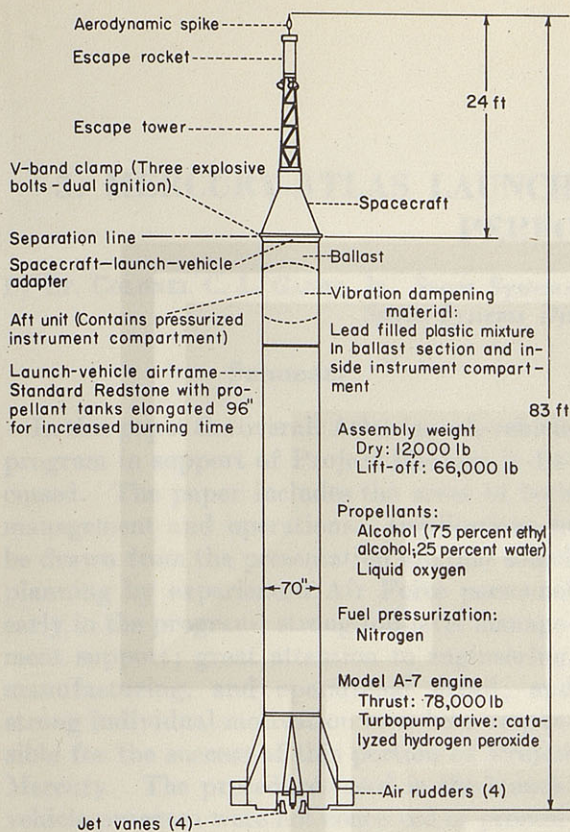 Aerodynamic spike
Escape rocket
24 ft
Escape tower
V-band clamp (Three explosive
bolts - dual ignition)
Spacecraft
Separation line
Spacecraft—launch-vehicle
adapter
Ballast
Vibration dampening
material:
Lead filled plastic mixture
In ballast section and in-
side instrument compart-
ment
Aft unit (Contains pressurized
instrument compartment)
Launch-vehicle airframe
Standard Redstone with pro-
pellant tanks elongated 96"
for increased burning time
83 ft
Assembly weight
Dry: 12,000 lb
Lift-off: 66,000 lb
Propellants:
Alcohol (75 percent ethyl
alcohol; 25 percent water)
Liquid oxygen
70"
Fuel pressurization:
Nitrogen
Model A-7 engine
Thrust: 78,000 lb
Turbopump drive: cata-
lyzed hydrogen peroxide
Air rudders (4)
Jet vanes (4)